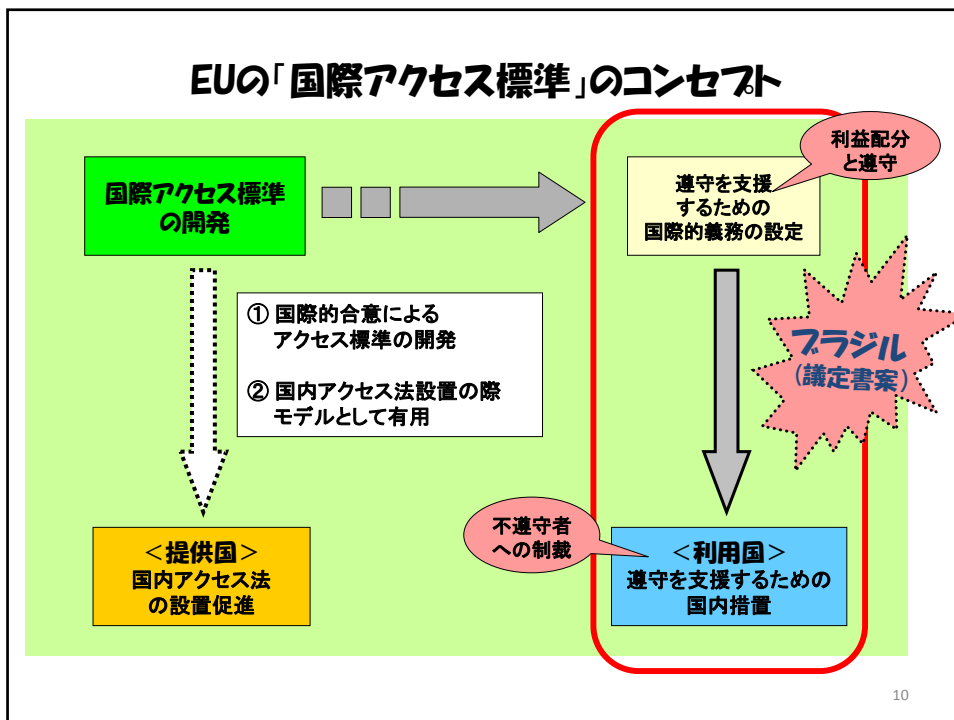 EUの「国際アクセス標準」のコンセプト
利益配分
と遵守
国際アクセス標準
の開発
遵守を支援
するための
国際的義務の設定
① 国際的合意による
アクセス標準の開発
② 国内アクセス法設置の際
モデルとして有用
ブラジル
(議定書案)
不遵守者
への制裁
<提供国>
国内アクセス法
の設置促進
<利用国>
遵守を支援するための
国内措置
10